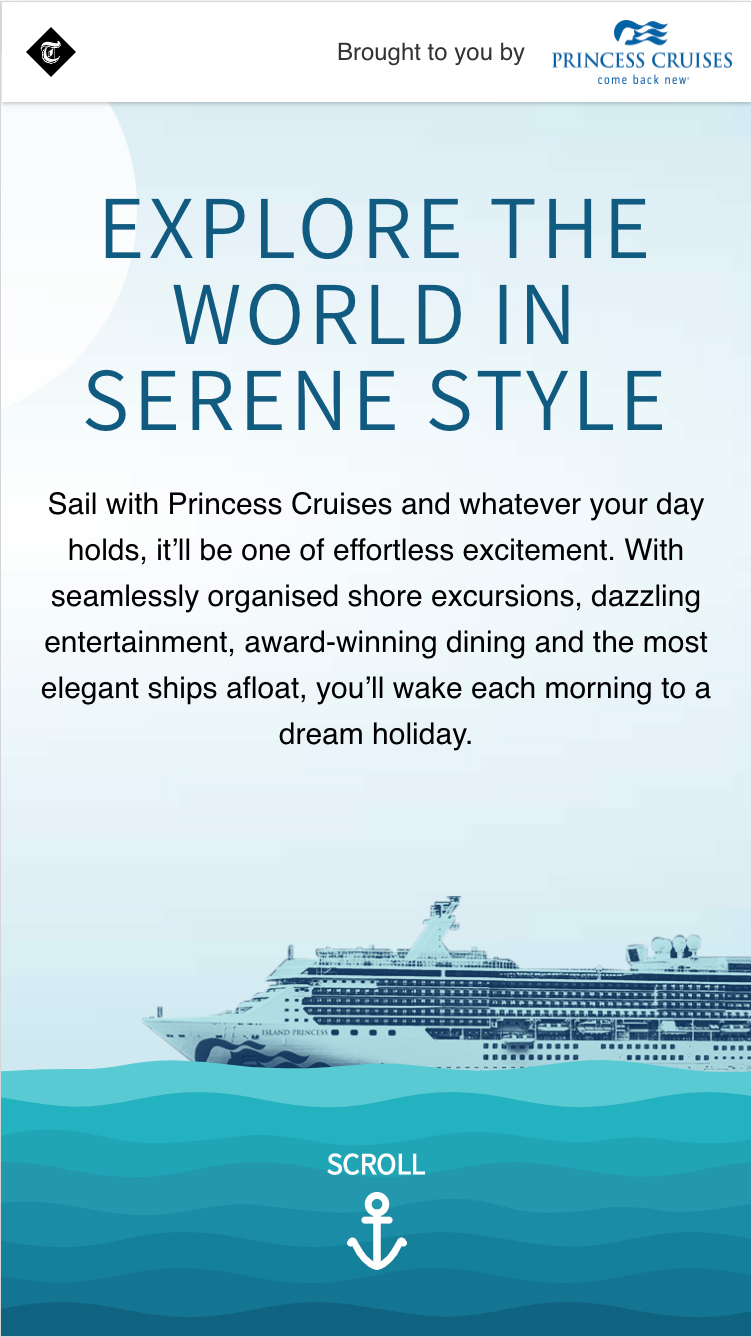 T
Brought to you by
PRINCESS CRUISES
come back new
EXPLORE THE
WORLD IN
SERENE STYLE
Sail with Princess Cruises and whatever your day
holds, it’ll be one of effortless excitement. With
seamlessly organised shore excursions, dazzling
entertainment, award-winning dining and the most
elegant ships afloat, you’ll wake each morning to a
dream holiday.
ISLAND PRINCESS
SCROLL